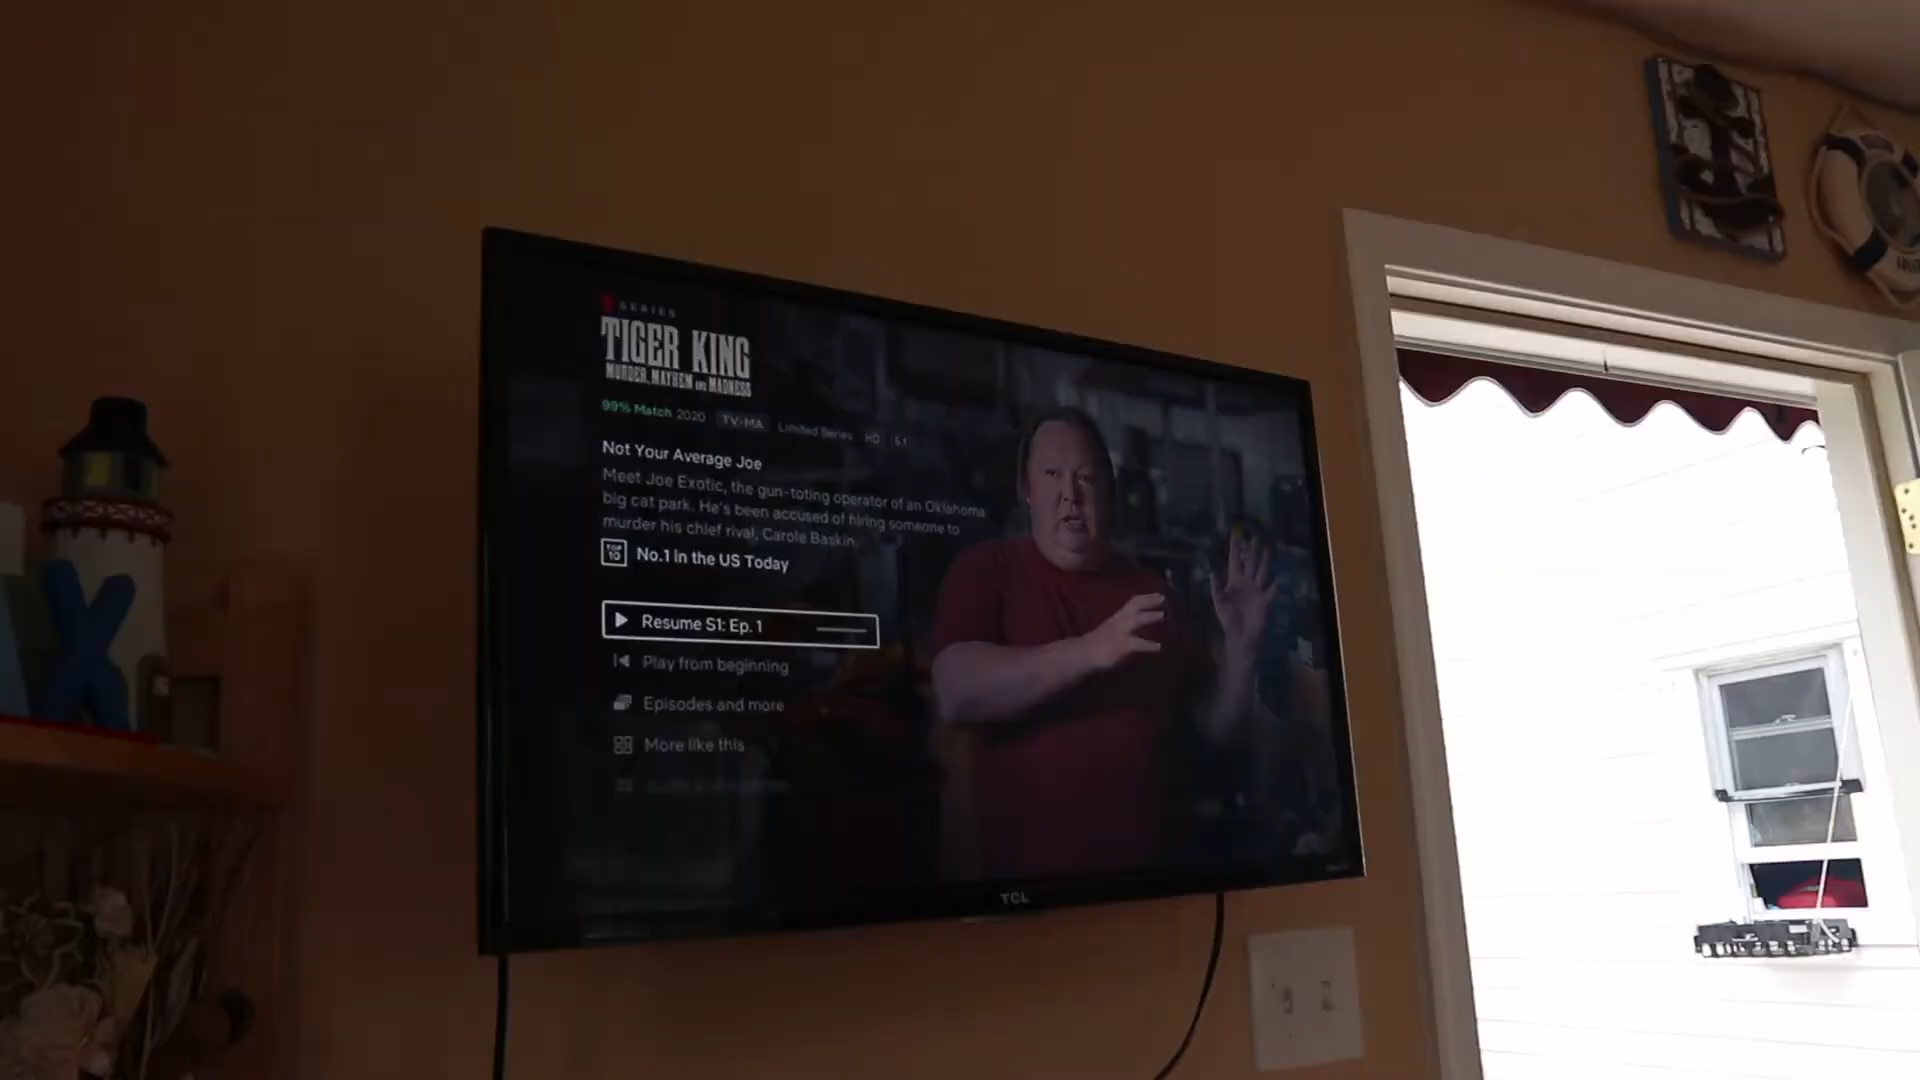 SERIES
TIGER KING
MURDER, MAYHEM AND MADNESS
99% Match 2020 TV-MA Limited Series HD 5.1
Not Your Average Joe
Meet Joe Exotic, the gun-toting operator of an Oklahoma
big cat park. He's been accused of hiring someone to
murder his chief rival, Carole Baskin.
TOP
10
No.1 in the US Today
Resume S1: Ep. 1
Play from beginning
Episodes and more
More like this
TCL
X